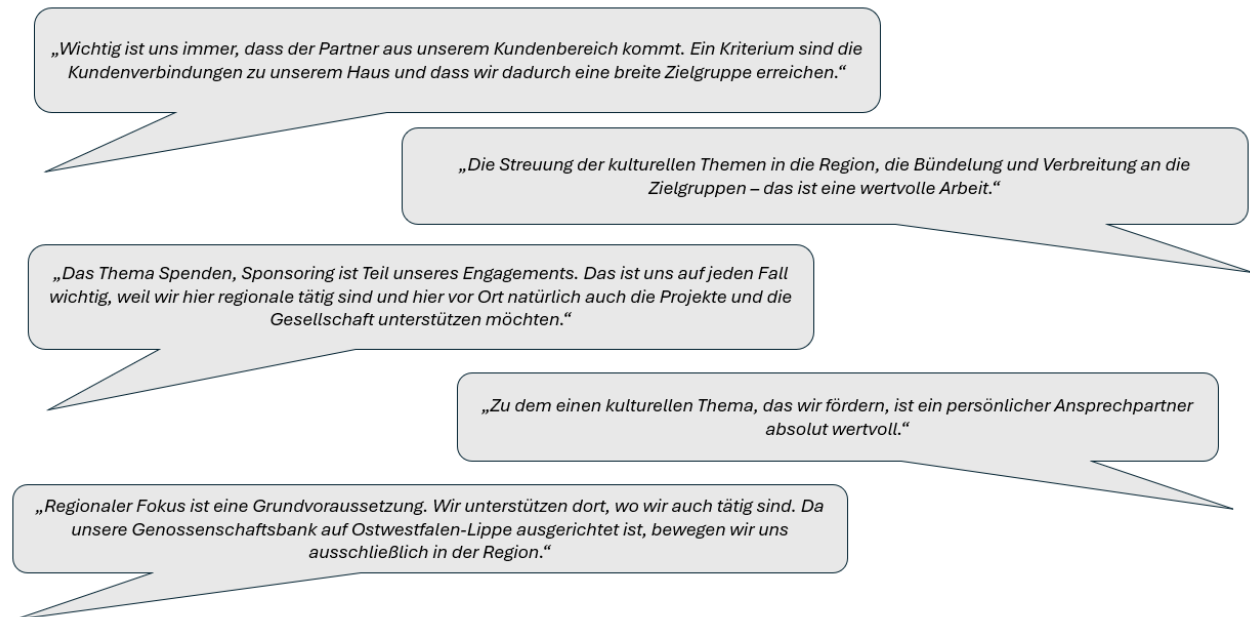 „Wichtig ist uns immer, dass der Partner aus unserem Kundenbereich kommt. Ein Kriterium sind die
Kundenverbindungen zu unserem Haus und dass wir dadurch eine breite Zielgruppe erreichen.“
„Die Streuung der kulturellen Themen in die Region, die Bündelung und Verbreitung an die
Zielgruppen – das ist eine wertvolle Arbeit.“
„Das Thema Spenden, Sponsoring ist Teil unseres Engagements. Das ist uns auf jeden Fall
wichtig, weil wir hier regionale tätig sind und hier vor Ort natürlich auch die Projekte und die
Gesellschaft unterstützen möchten.“
„Zu dem einen kulturellen Thema, das wir fördern, ist ein persönlicher Ansprechpartner
absolut wertvoll.“
„Regionaler Fokus ist eine Grundvoraussetzung. Wir unterstützen dort, wo wir auch tätig sind. Da
unsere Genossenschaftsbank auf Ostwestfalen-Lippe ausgerichtet ist, bewegen wir uns
ausschließlich in der Region.“